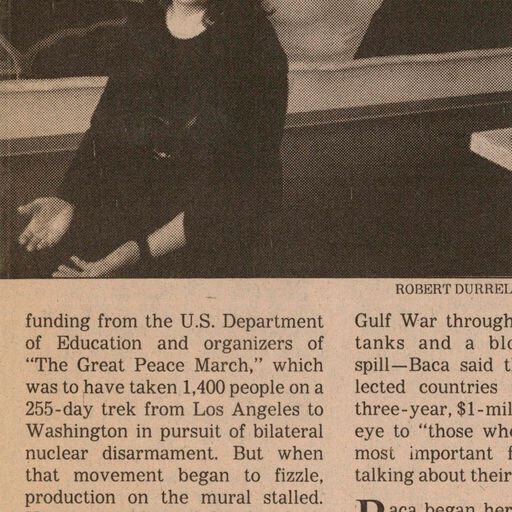 ROBERT DURREL
funding from the U.S. Department
of Education and organizers of
“The Great Peace March,” which
was to have taken 1,400 people on a
255-day trek from Los Angeles to
Washington in pursuit of bilateral
nuclear disarmament. But when
that movement began to fizzle,
production on the mural stalled.
Gulf War through
tanks and a blo
spill—Baca said t
lected countries
three-year, $1-mil
eye to “those who
most important f
talking about their
Baca began her